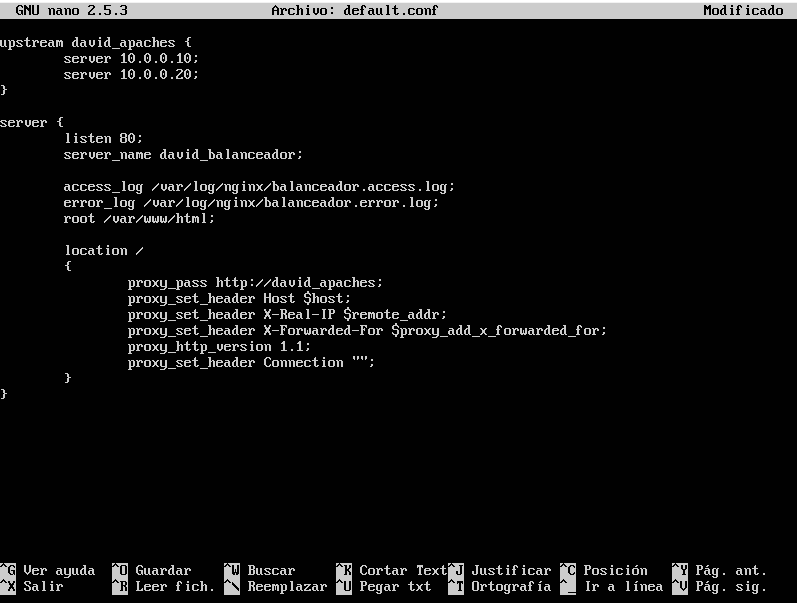 GNU nano 2.5.3 Archivo: default.conf Modificado
upstream david_apaches {
server 10.0.0.10;
server 10.0.0.20;
}
server {
listen 80;
server_name david_balanceador;
access_log /var/log/nginx/balanceador.access.log;
error_log /var/log/nginx/balanceador.error.log;
root /var/www/html;
location /
{
proxy_pass http://david_apaches;
proxy_set_header Host $host;
proxy_set_header X-Real-IP $remote_addr;
proxy_set_header X-Forwarded-For $proxy_add_x_forwarded_for;
proxy_http_version 1.1;
proxy_set_header Connection "";
}
}
^G Ver ayuda ^O Guardar ^W Buscar ^K Cortar Text ^J Justificar ^C Posición ^Y Pág. ant.
^X Salir ^R Leer fich. ^\ Reemplazar ^U Pegar txt ^T Ortografía ^_ Ir a línea ^V Pág. sig.